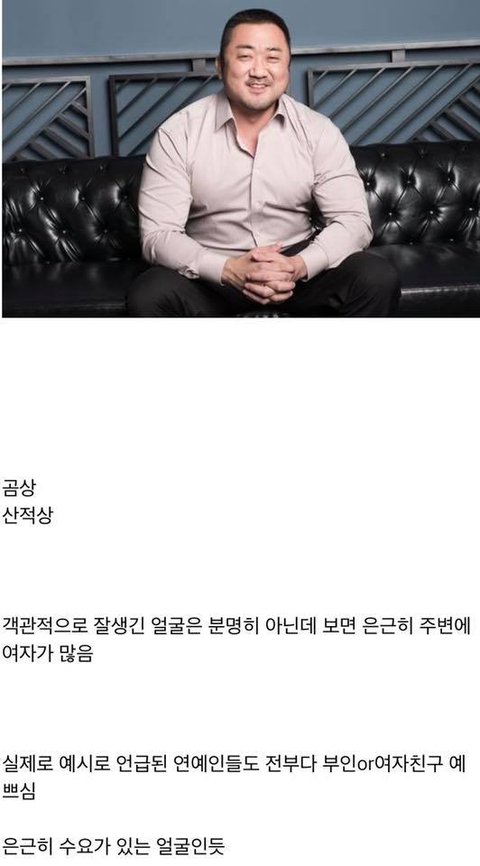 곰상
산적상
객관적으로 잘생긴 얼굴은 분명히 아닌데 보면 은근히 주변에
여자가 많음
실제로 예시로 언급된 연예인들도 전부다 부인or여자친구 예
쁘심
은근히 수요가 있는 얼굴인듯